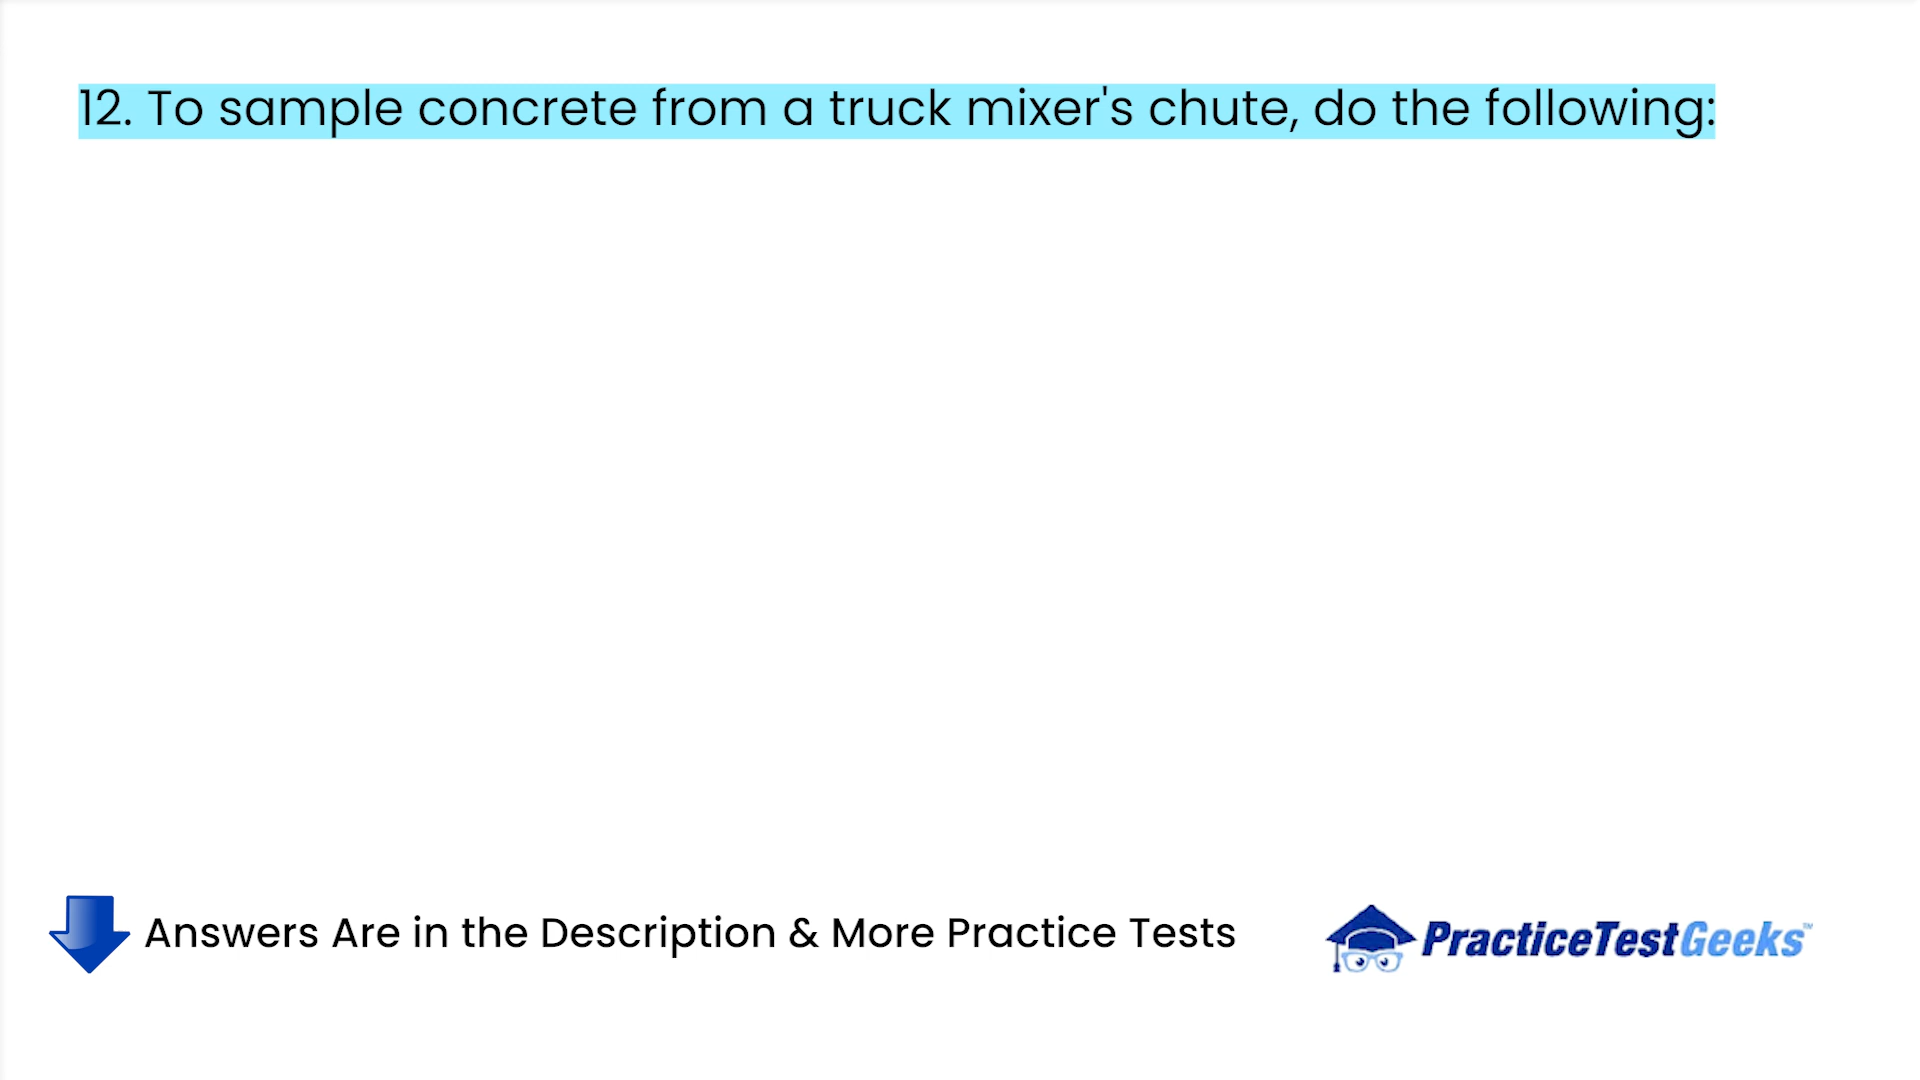 12. To sample concrete from a truck mixer's chute, do the following:
Answers Are in the Description & More Practice Tests
PracticeTestGeeks™